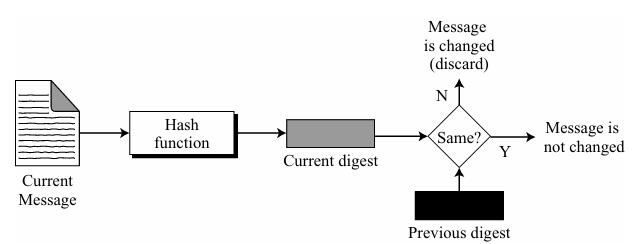 Message
is changed
(discard)
N
Hash
function
Same?
Message is
not changed
Y
Current digest
Current
Message
Previous digest